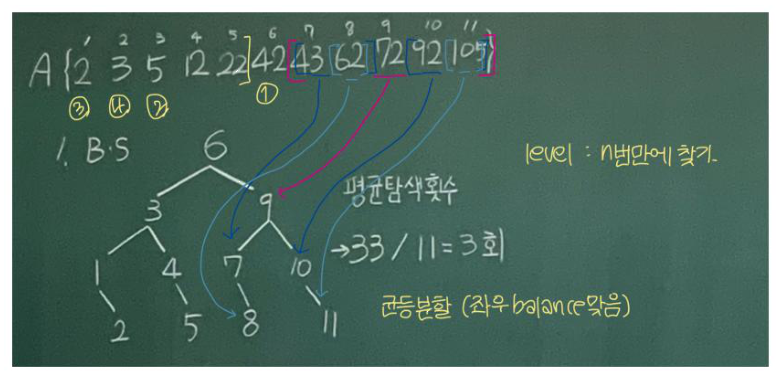 1 2 3 4 5 6 7 8 9 10 11
A {2 3 5 12 22] 42 [43 [62] [72 [92] [105]}
③ ④ ② ①
1. B·S
level : n번만에 찾기
6
3 9
평균탐색횟수
→33 / 11 = 3회
1 4 7 10
균등분할 (좌우 balance맞음)
2 5 8 11